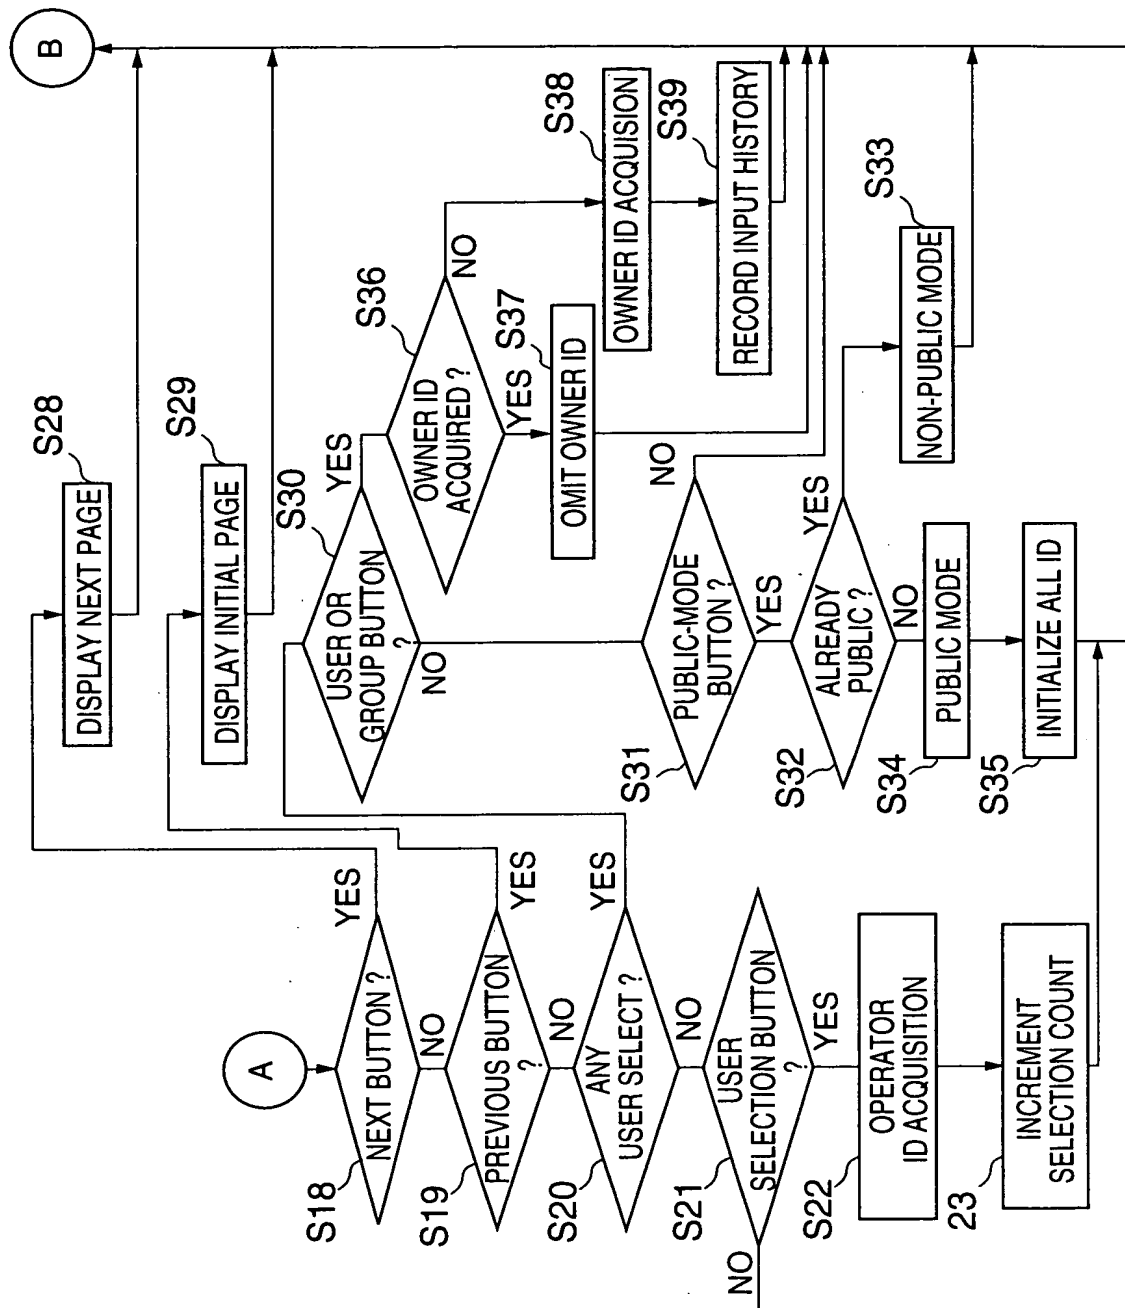 A
S18
NEXT BUTTON ?
YES
NO
S19
PREVIOUS BUTTON
?
YES
NO
S20
ANY
USER SELECT ?
YES
NO
S21
USER
SELECTION BUTTON
?
NO
YES
S22
OPERATOR
ID ACQUISITION
23
INCREMENT
SELECTION COUNT
S28
DISPLAY NEXT PAGE
S29
DISPLAY INITIAL PAGE
S30
USER OR
GROUP BUTTON
?
YES
NO
S36
OWNER ID
ACQUIRED ?
NO
YES
S37
OMIT OWNER ID
S38
OWNER ID ACQUISION
S39
RECORD INPUT HISTORY
S31
PUBLIC-MODE
BUTTON ?
NO
YES
S32
ALREADY
PUBLIC ?
YES
NO
S33
NON-PUBLIC MODE
S34
PUBLIC MODE
S35
INITIALIZE ALL ID
B